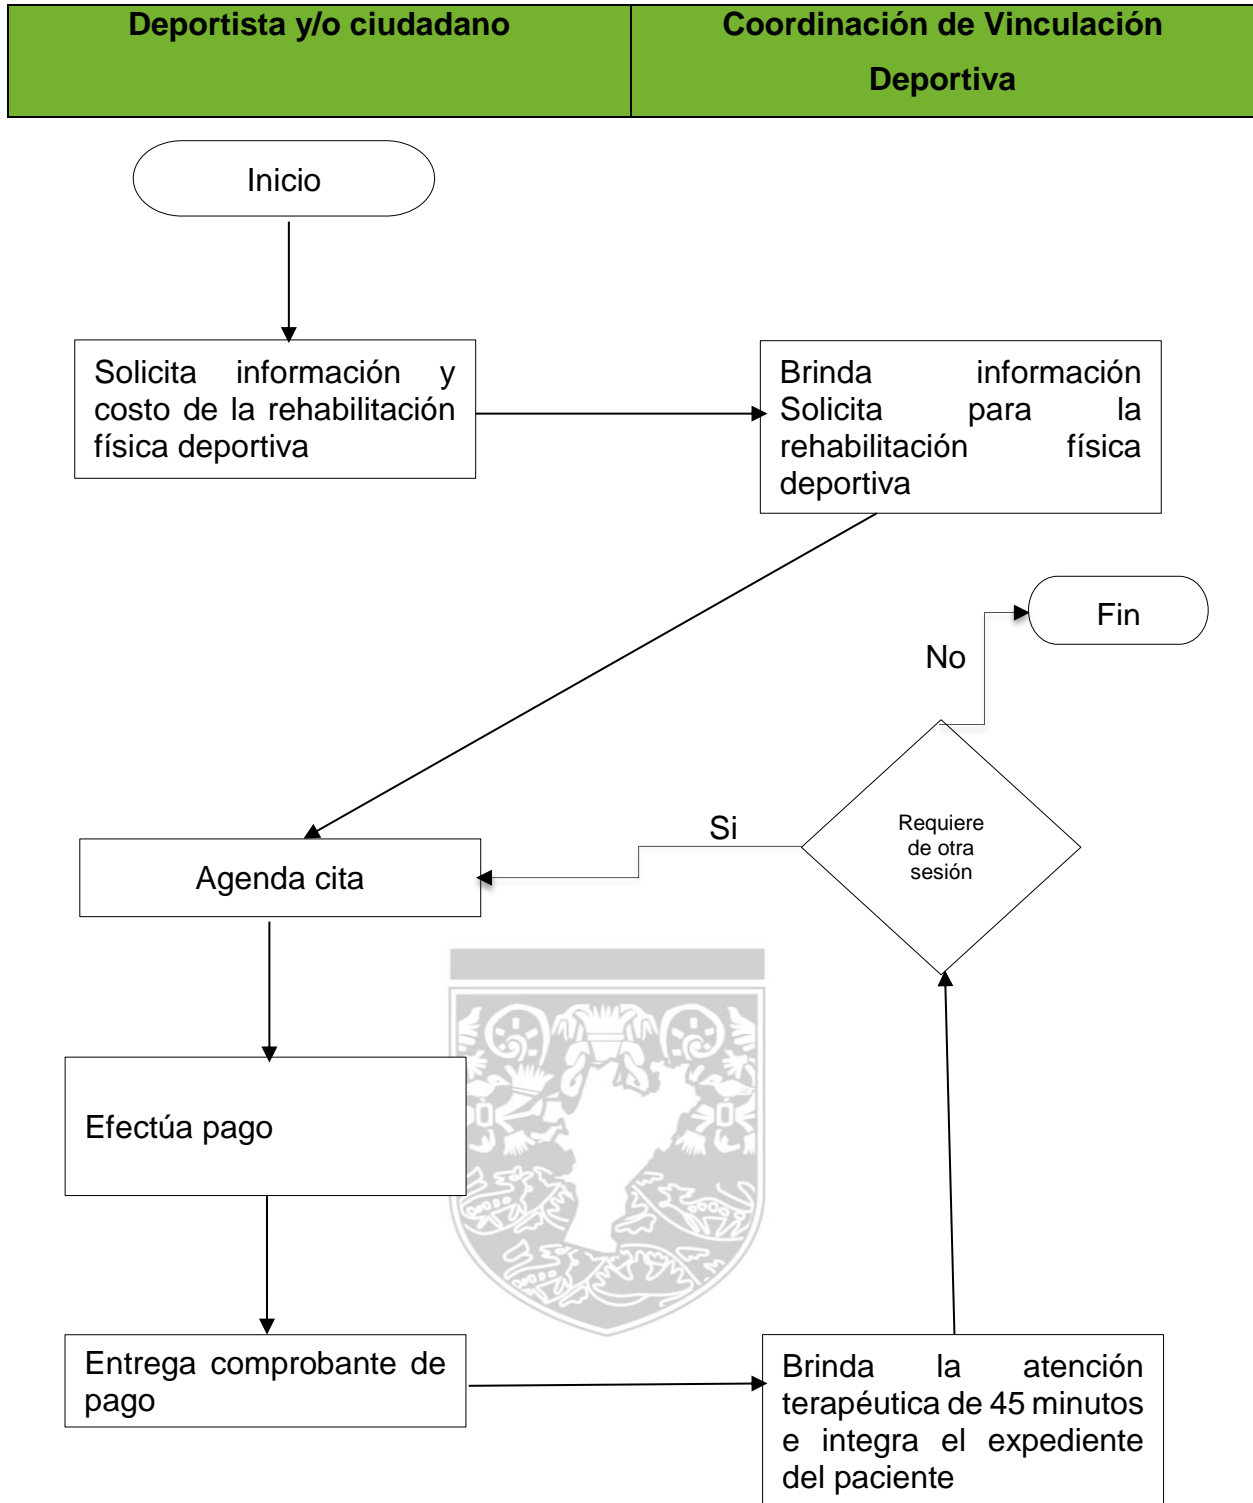 Deportista y/o ciudadano
Coordinación de Vinculación
Deportiva
Inicio
Solicita información y
costo de la rehabilitación
física deportiva
Brinda información
Solicita para la
rehabilitación física
deportiva
Fin
No
Si
Requiere
de otra
sesión
Agenda cita
Efectúa pago
Entrega comprobante de
pago
Brinda la atención
terapéutica de 45 minutos
e integra el expediente
del paciente